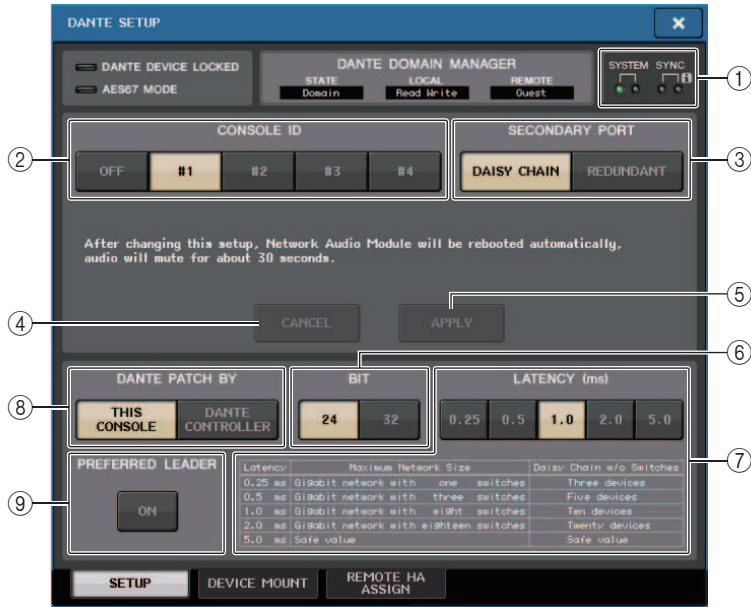 DANTE SETUP
×
DANTE DEVICE LOCKED
AES67 MODE
DANTE DOMAIN MANAGER
STATE LOCAL REMOTE
Domain Read Write Guest
SYSTEM SYNC
①
CONSOLE ID
②
OFF #1 #2 #3 #4
SECONDARY PORT
DAISY CHAIN REDUNDANT
③
After changing this setup, Network Audio Module will be rebooted automatically,
audio will mute for about 30 seconds.
④
CANCEL APPLY
⑤
⑥
DANTE PATCH BY
⑧
THIS CONSOLE
DANTE CONTROLLER
BIT
24 32
LATENCY (ms)
0.25 0.5 1.0 2.0 5.0
⑦
PREFERRED LEADER
⑨
ON
Latency Maximum Network Size Daisy Chain w/o Switches
0.25 ms Gigabit network with one switches Three devices
0.5 ms Gigabit network with three switches Five devices
1.0 ms Gigabit network with eight switches Ten devices
2.0 ms Gigabit network with eighteen switches Twenty devices
5.0 ms Safe value Safe value
SETUP DEVICE MOUNT REMOTE HA ASSIGN